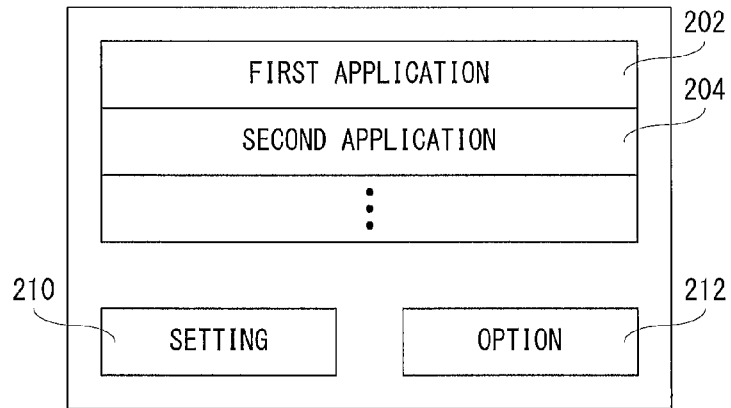 202
FIRST APPLICATION
204
SECOND APPLICATION
210
212
SETTING
OPTION